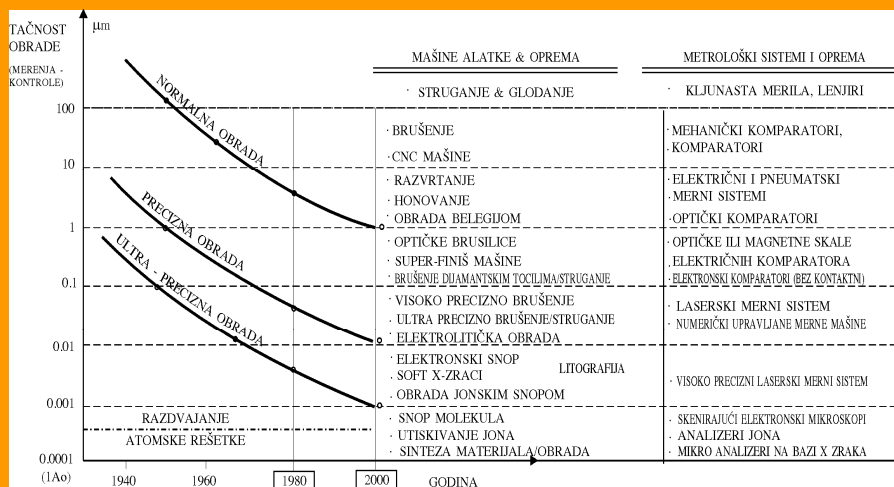 TAČNOST
OBRADE
(MERENJA -
KONTROLE)
μm
100
10
1
0.1
0.01
0.001
0.0001
(1Ao)
NORMALNA OBRADA
PRECIZNA OBRADA
ULTRA - PRECIZNA OBRADA
RAZDVAJANJE
ATOMSKE REŠETKE
1940
1960
1980
2000
GODINA
MAŠINE ALATKE & OPREMA
· STRUGANJE & GLODANJE
· BRUŠENJE
· CNC MAŠINE
· RAZVRTANJE
· HONOVANJE
· OBRADA BELEGIJOM
· OPTIČKE BRUSILICE
· SUPER-FINIŠ MAŠINE
· BRUŠENJE DIJAMANTSKIM TOCILIMA/STRUGANJE
· VISOKO PRECIZNO BRUŠENJE
· ULTRA PRECIZNO BRUŠENJE/STRUGANJE
· ELEKTROLITIČKA OBRADA
· ELEKTRONSKI SNOP
· SOFT X-ZRACI
LITOGRAFIJA
· OBRADA JONSKIM SNOPOM
· SNOP MOLEKULA
· UTISKIVANJE JONA
· SINTEZA MATERIJALA/OBRADA
METROLOŠKI SISTEMI I OPREMA
· KLJUNASTA MERILA, LENJIRI
· MEHANIČKI KOMPARATORI,
· KOMPARATORI
· ELEKTRIČNI I PNEUMATSKI
· MERNI SISTEMI
· OPTIČKI KOMPARATORI
· OPTIČKE ILI MAGNETNE SKALE
· ELEKTRIČNIH KOMPARATORA
· ELEKTRONSKI KOMPARATORI (BEZ KONTAKTNI)
· LASERSKI MERNI SISTEM
· NUMERIČKI UPRAVLJANE MERNE MAŠINE
· VISOKO PRECIZNI LASERSKI MERNI SISTEM
· SKENIRAJUĆI ELEKTRONSKI MIKROSKOPI
· ANALIZERI JONA
· MIKRO ANALIZERI NA BAZI X ZRAKA